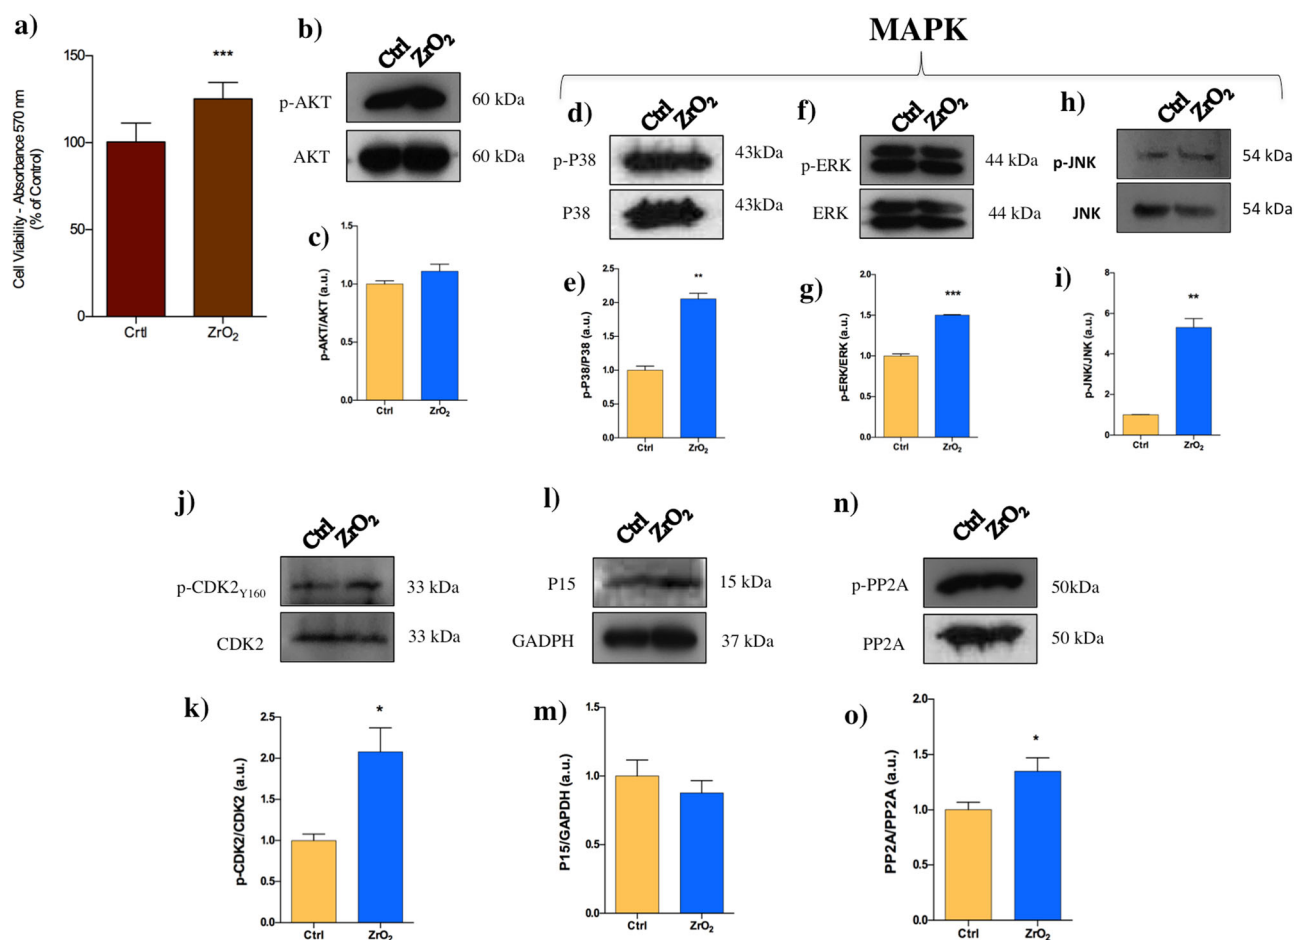 a)
Cell Viability - Absorbance 570 nm
(% of Control)
150
100
50
0
***
Crtl
ZrO2
b)
Ctrl
ZrO2
p-AKT
60 kDa
AKT
60 kDa
c)
p-AKT/AKT (a.u.)
1.5
1.0
0.5
0.0
Ctrl
ZrO2
MAPK
d)
Ctrl
ZrO2
p-P38
43kDa
P38
43kDa
e)
p-P38/P38 (a.u.)
2.5
2.0
1.5
1.0
0.5
0.0
**
Ctrl
ZrO2
f)
Ctrl
ZrO2
p-ERK
44 kDa
ERK
44 kDa
g)
p-ERK/ERK (a.u.)
2.0
1.5
1.0
0.5
0.0
***
Ctrl
ZrO2
h)
Ctrl
ZrO2
p-JNK
54 kDa
JNK
54 kDa
i)
p-JNK/JNK (a.u.)
8
6
4
2
0
**
Ctrl
ZrO2
j)
Ctrl
ZrO2
p-CDK2Y160
33 kDa
CDK2
33 kDa
k)
p-CDK2/CDK2 (a.u.)
2.5
2.0
1.5
1.0
0.5
0.0
*
Ctrl
ZrO2
l)
Ctrl
ZrO2
P15
15 kDa
GADPH
37 kDa
m)
P15/GAPDH (a.u.)
1.5
1.0
0.5
0.0
Ctrl
ZrO2
n)
Ctrl
ZrO2
p-PP2A
50kDa
PP2A
50 kDa
o)
PP2A/PP2A (a.u.)
2.0
1.5
1.0
0.5
0.0
*
Ctrl
ZrO2